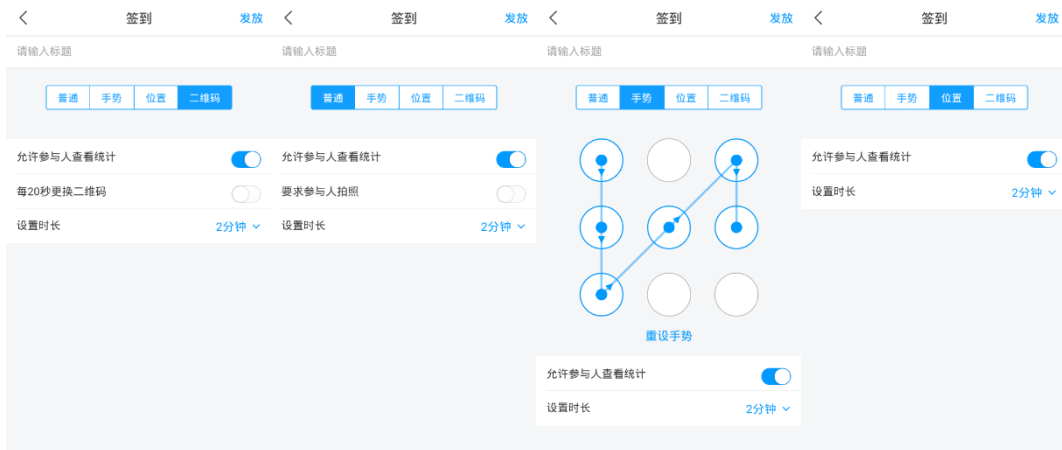 签到 发放
请输入标题
普通 手势 位置 二维码
允许参与人查看统计
每20秒更换二维码
设置时长 2分钟
签到 发放
请输入标题
普通 手势 位置 二维码
允许参与人查看统计
要求参与人拍照
设置时长 2分钟
签到 发放
请输入标题
普通 手势 位置 二维码
重设手势
允许参与人查看统计
设置时长 2分钟
签到 发放
请输入标题
普通 手势 位置 二维码
允许参与人查看统计
设置时长 2分钟